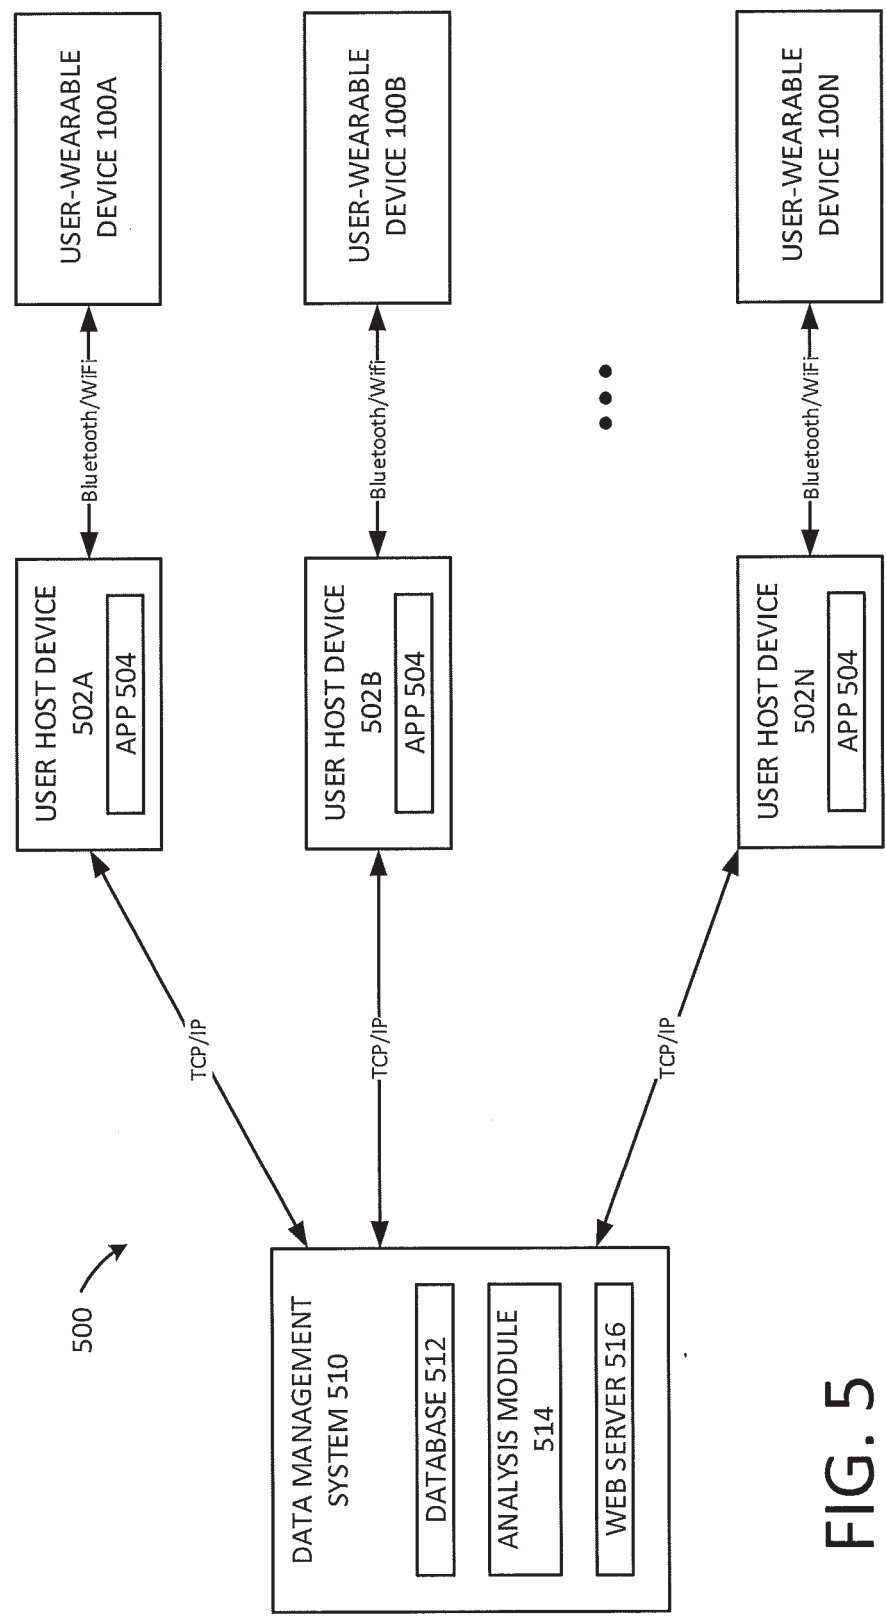 500
DATA MANAGEMENT
SYSTEM 510
DATABASE 512
ANALYSIS MODULE
514
WEB SERVER 516
TCP/IP
TCP/IP
TCP/IP
USER HOST DEVICE
502A
APP 504
USER HOST DEVICE
502B
APP 504
USER HOST DEVICE
502N
APP 504
Bluetooth/WiFi
Bluetooth/Wifi
Bluetooth/WiFi
USER-WEARABLE
DEVICE 100A
USER-WEARABLE
DEVICE 100B
USER-WEARABLE
DEVICE 100N
FIG. 5